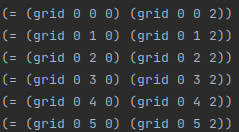 (= (grid 0 0 0) (grid 0 0 2))
(= (grid 0 1 0) (grid 0 1 2))
(= (grid 0 2 0) (grid 0 2 2))
(= (grid 0 3 0) (grid 0 3 2))
(= (grid 0 4 0) (grid 0 4 2))
(= (grid 0 5 0) (grid 0 5 2))